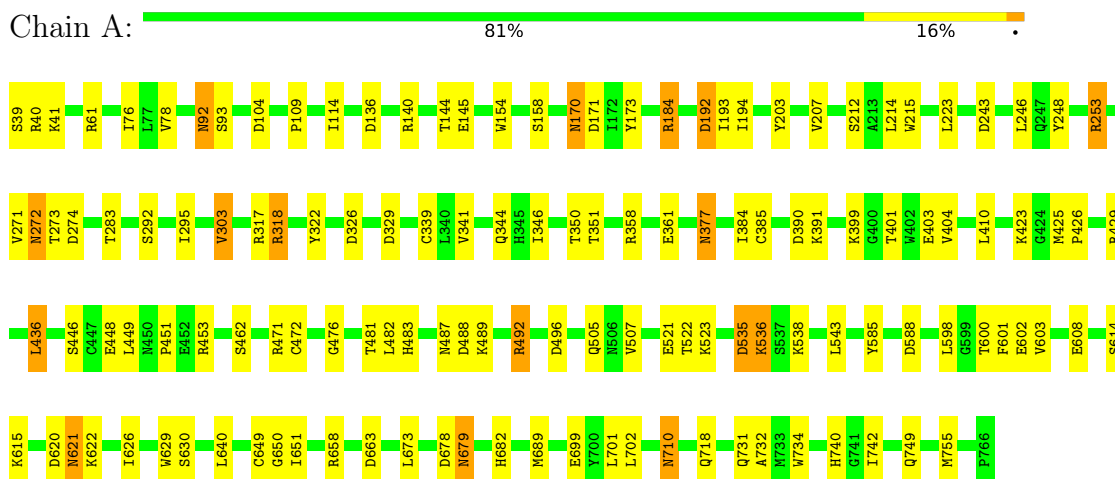 Chain A:
81% 16% •
S39 R40 K41 R61 I76 L77 V78 N92 S93 D104 P109 I114 D136 R140 T144 E145 W154 S158 N170 D171 I172 Y173 R184 D192 I193 I194 Y203 V207 S212 A213 L214 W215 L223 D243 L246 Q247 Y248 R253
V271 N272 T273 D274 T283 S292 I295 V303 R317 R318 Y322 D326 D329 C339 L340 V341 Q344 H345 I346 T350 T351 R358 E361 N377 I384 C385 D390 K391 K399 G400 T401 W402 E403 V404 L410 K423 G424 M425 P426
L436 S446 C447 E448 L449 N450 P451 E452 R453 S462 R471 C472 G476 T481 L482 H483 N487 D488 K489 R492 D496 Q505 N506 V507 E521 T522 K523 D535 K536 S537 K538 L543 Y585 D588 L598 G599 T600 F601 E602 V603 E608 S614
K615 D620 N621 K622 I626 W629 S630 L640 C649 G650 I651 R658 D663 L673 D678 N679 H682 M689 E699 Y700 L701 L702 N710 Q718 Q731 A732 M733 W734 H740 G741 I742 Q749 M755 P766